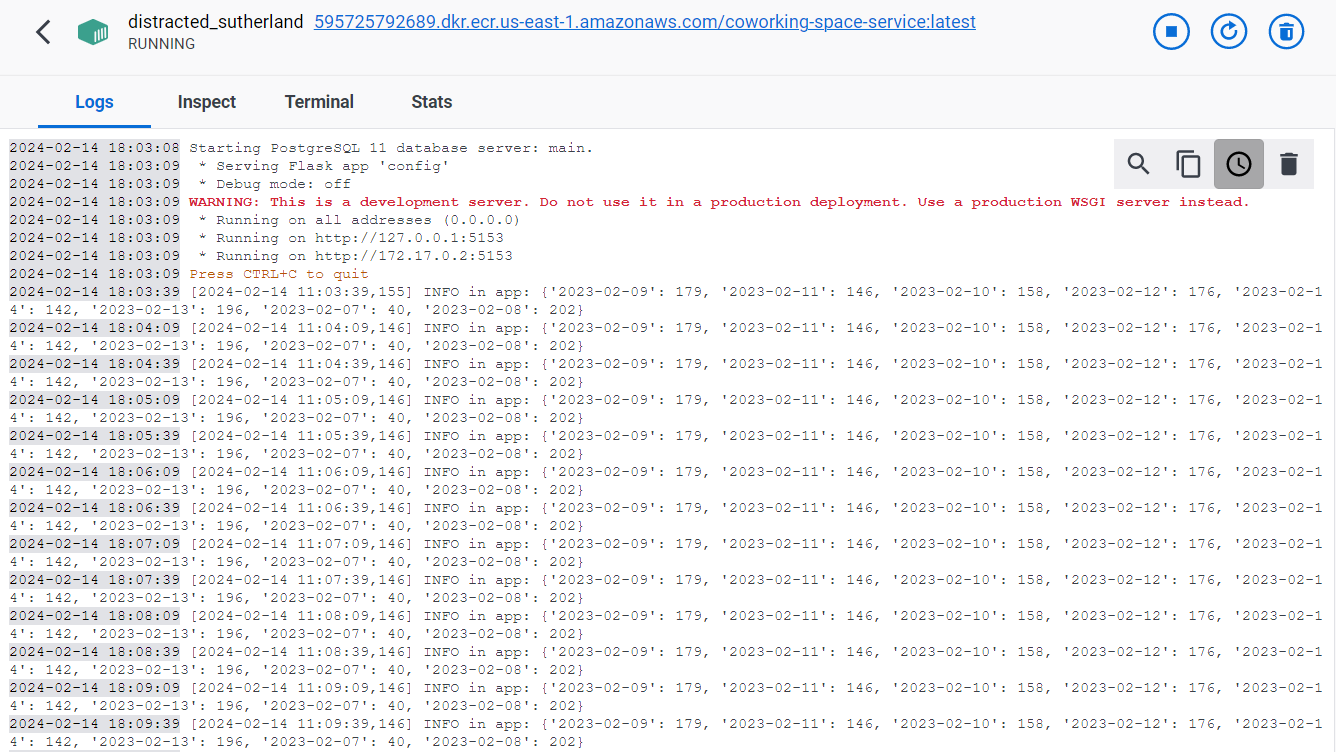 distracted_sutherland 595725792689.dkr.ecr.us-east-1.amazonaws.com/coworking-space-service:latest
RUNNING
Logs Inspect Terminal Stats
2024-02-14 18:03:08 Starting PostgreSQL 11 database server: main.
2024-02-14 18:03:09  * Serving Flask app 'config'
2024-02-14 18:03:09  * Debug mode: off
2024-02-14 18:03:09 WARNING: This is a development server. Do not use it in a production deployment. Use a production WSGI server instead.
2024-02-14 18:03:09  * Running on all addresses (0.0.0.0)
2024-02-14 18:03:09  * Running on http://127.0.0.1:5153
2024-02-14 18:03:09  * Running on http://172.17.0.2:5153
2024-02-14 18:03:09 Press CTRL+C to quit
2024-02-14 18:03:39 [2024-02-14 11:03:39,155] INFO in app: {'2023-02-09': 179, '2023-02-11': 146, '2023-02-10': 158, '2023-02-12': 176, '2023-02-1
4': 142, '2023-02-13': 196, '2023-02-07': 40, '2023-02-08': 202}
2024-02-14 18:04:09 [2024-02-14 11:04:09,146] INFO in app: {'2023-02-09': 179, '2023-02-11': 146, '2023-02-10': 158, '2023-02-12': 176, '2023-02-1
4': 142, '2023-02-13': 196, '2023-02-07': 40, '2023-02-08': 202}
2024-02-14 18:04:39 [2024-02-14 11:04:39,146] INFO in app: {'2023-02-09': 179, '2023-02-11': 146, '2023-02-10': 158, '2023-02-12': 176, '2023-02-1
4': 142, '2023-02-13': 196, '2023-02-07': 40, '2023-02-08': 202}
2024-02-14 18:05:09 [2024-02-14 11:05:09,146] INFO in app: {'2023-02-09': 179, '2023-02-11': 146, '2023-02-10': 158, '2023-02-12': 176, '2023-02-1
4': 142, '2023-02-13': 196, '2023-02-07': 40, '2023-02-08': 202}
2024-02-14 18:05:39 [2024-02-14 11:05:39,146] INFO in app: {'2023-02-09': 179, '2023-02-11': 146, '2023-02-10': 158, '2023-02-12': 176, '2023-02-1
4': 142, '2023-02-13': 196, '2023-02-07': 40, '2023-02-08': 202}
2024-02-14 18:06:09 [2024-02-14 11:06:09,146] INFO in app: {'2023-02-09': 179, '2023-02-11': 146, '2023-02-10': 158, '2023-02-12': 176, '2023-02-1
4': 142, '2023-02-13': 196, '2023-02-07': 40, '2023-02-08': 202}
2024-02-14 18:06:39 [2024-02-14 11:06:39,146] INFO in app: {'2023-02-09': 179, '2023-02-11': 146, '2023-02-10': 158, '2023-02-12': 176, '2023-02-1
4': 142, '2023-02-13': 196, '2023-02-07': 40, '2023-02-08': 202}
2024-02-14 18:07:09 [2024-02-14 11:07:09,146] INFO in app: {'2023-02-09': 179, '2023-02-11': 146, '2023-02-10': 158, '2023-02-12': 176, '2023-02-1
4': 142, '2023-02-13': 196, '2023-02-07': 40, '2023-02-08': 202}
2024-02-14 18:07:39 [2024-02-14 11:07:39,146] INFO in app: {'2023-02-09': 179, '2023-02-11': 146, '2023-02-10': 158, '2023-02-12': 176, '2023-02-1
4': 142, '2023-02-13': 196, '2023-02-07': 40, '2023-02-08': 202}
2024-02-14 18:08:09 [2024-02-14 11:08:09,146] INFO in app: {'2023-02-09': 179, '2023-02-11': 146, '2023-02-10': 158, '2023-02-12': 176, '2023-02-1
4': 142, '2023-02-13': 196, '2023-02-07': 40, '2023-02-08': 202}
2024-02-14 18:08:39 [2024-02-14 11:08:39,146] INFO in app: {'2023-02-09': 179, '2023-02-11': 146, '2023-02-10': 158, '2023-02-12': 176, '2023-02-1
4': 142, '2023-02-13': 196, '2023-02-07': 40, '2023-02-08': 202}
2024-02-14 18:09:09 [2024-02-14 11:09:09,146] INFO in app: {'2023-02-09': 179, '2023-02-11': 146, '2023-02-10': 158, '2023-02-12': 176, '2023-02-1
4': 142, '2023-02-13': 196, '2023-02-07': 40, '2023-02-08': 202}
2024-02-14 18:09:39 [2024-02-14 11:09:39,146] INFO in app: {'2023-02-09': 179, '2023-02-11': 146, '2023-02-10': 158, '2023-02-12': 176, '2023-02-1
4': 142, '2023-02-13': 196, '2023-02-07': 40, '2023-02-08': 202}